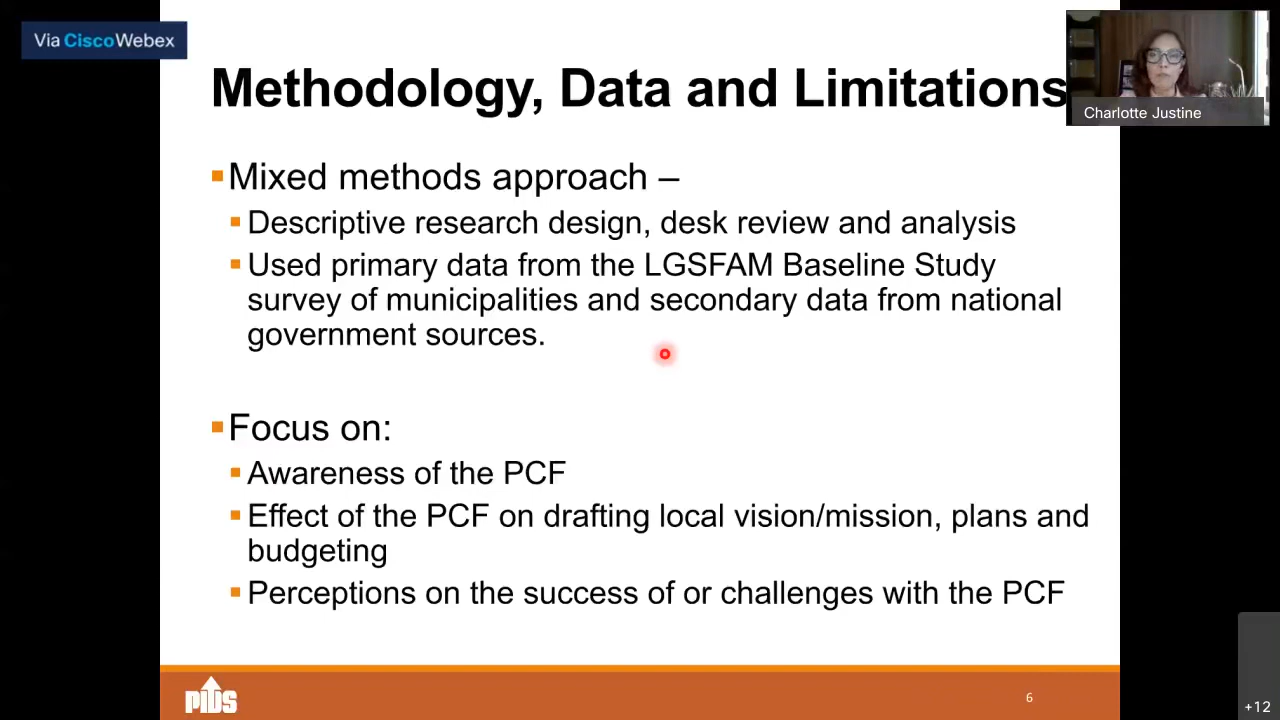 Via CiscoWebex
Methodology, Data and Limitations
Charlotte Justine
Mixed methods approach –
Descriptive research design, desk review and analysis
Used primary data from the LGSFAM Baseline Study
survey of municipalities and secondary data from national
government sources.
Focus on:
Awareness of the PCF
Effect of the PCF on drafting local vision/mission, plans and
budgeting
Perceptions on the success of or challenges with the PCF
PIDS
6
+12